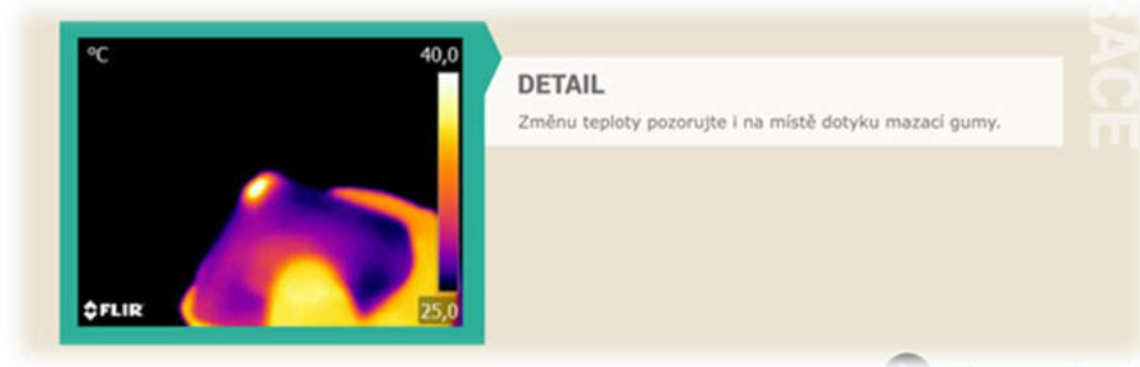 °C
40,0
DETAIL
Změnu teploty pozorujte i na místě dotyku mazací gumy.
FLIR
25,0